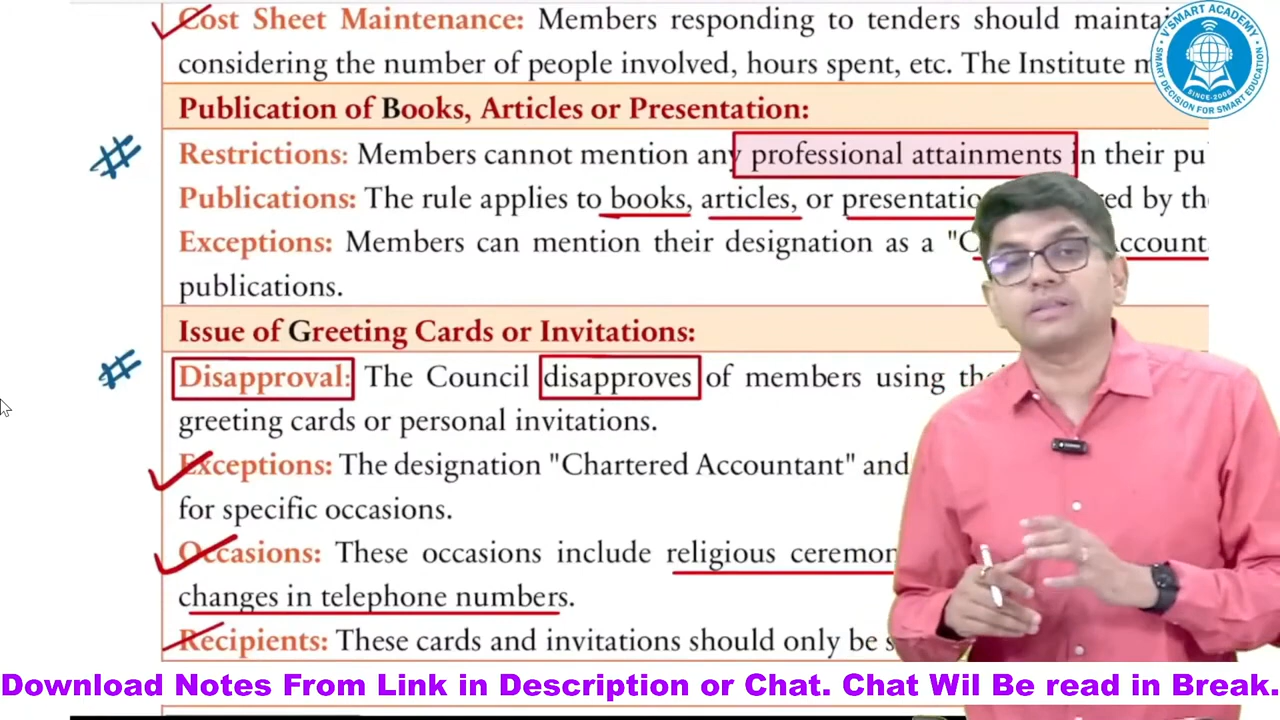 Cost Sheet Maintenance: Members responding to tenders should
considering the number of people involved, hours spent, etc. The Institute
Publication of Books, Articles or Presentation:
Restrictions: Members cannot mention any professional attainments in their
Publications: The rule applies to books, articles, or by
Exceptions: Members can mention their designation as a
publications.
Issue of Greeting Cards or Invitations:
Disapproval: The Council disapproves of members using
greeting cards or personal invitations.
Exceptions: The designation "Chartered Accountant" and
for specific occasions.
Occasions: These occasions include religious
changes in telephone numbers.
Recipients: These cards and invitations should only be
V'SMART ACADEMY
SMART DECISION FOR SMART EDUCATION
SINCE-2005
Download Notes From Link in Description or Chat. Chat Wil Be read in Break.